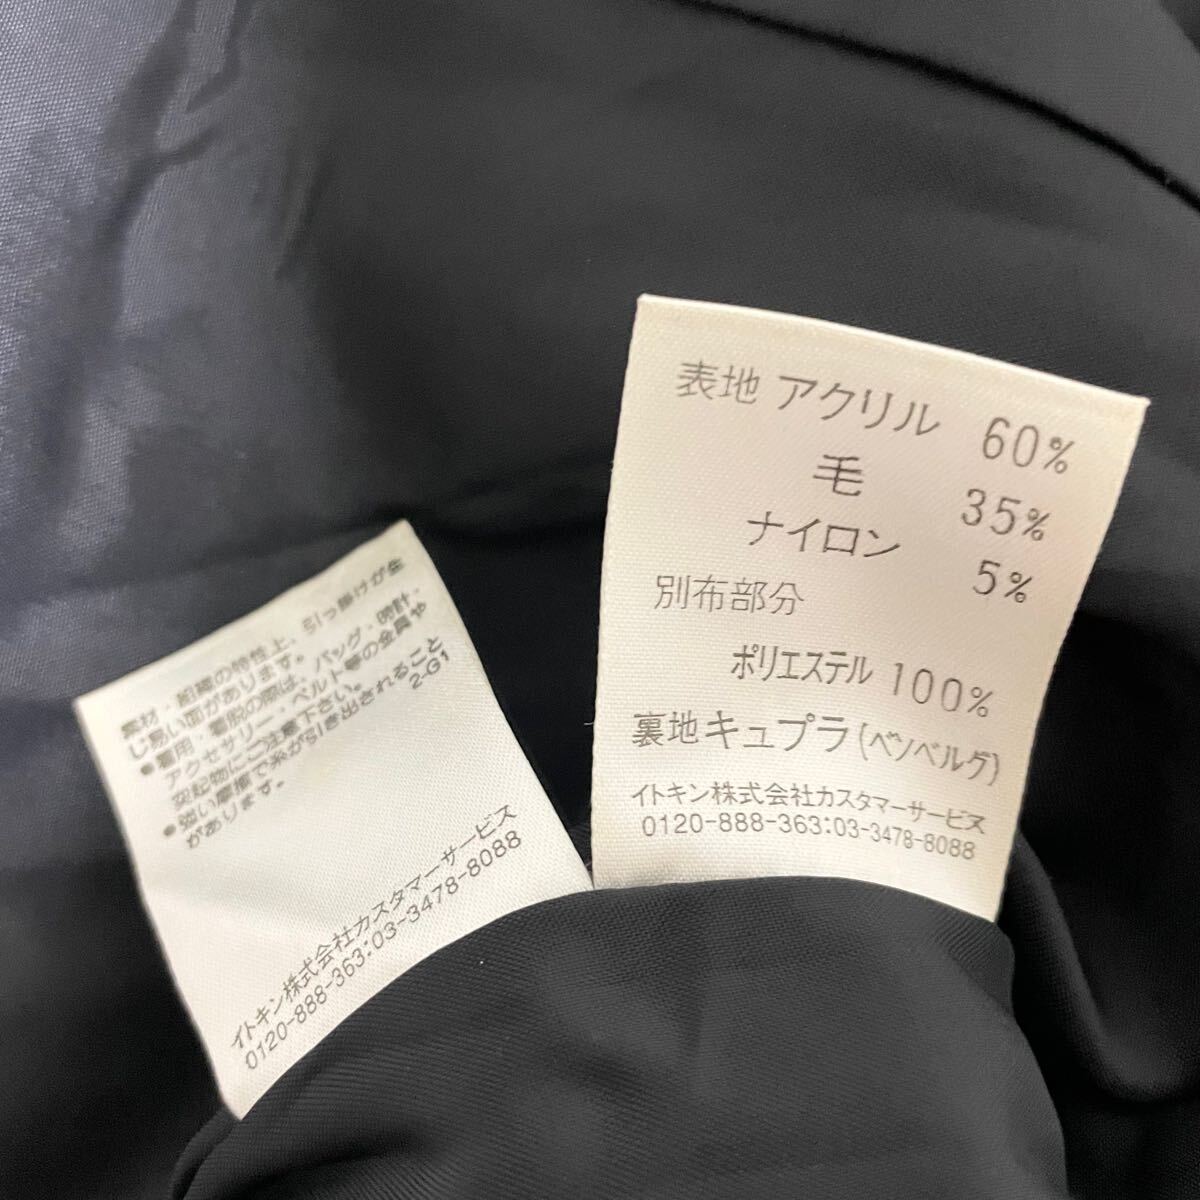 素材・組織の特性上、引っ掛けが生
じ易い面があります。
●着用・着脱の際は、バッグ・時計・
アクセサリー・ベルト等の金具や
突起物にご注意下さい。
●強い摩擦で糸が引き出されること
があります。
2-G1
イトキン株式会社カスタマーサービス
0120-888-363:03-3478-8088
表地 アクリル 60%
毛 35%
ナイロン 5%
別布部分
ポリエステル 100%
裏地 キュプラ(ベンベルグ)
イトキン株式会社カスタマーサービス
0120-888-363:03-3478-8088